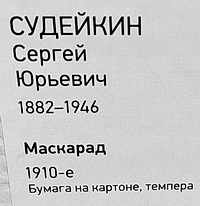 СУДЕЙКИН
Сергей
Юрьевич
1882–1946
Маскарад
1910-е
Бумага на картоне, темпера